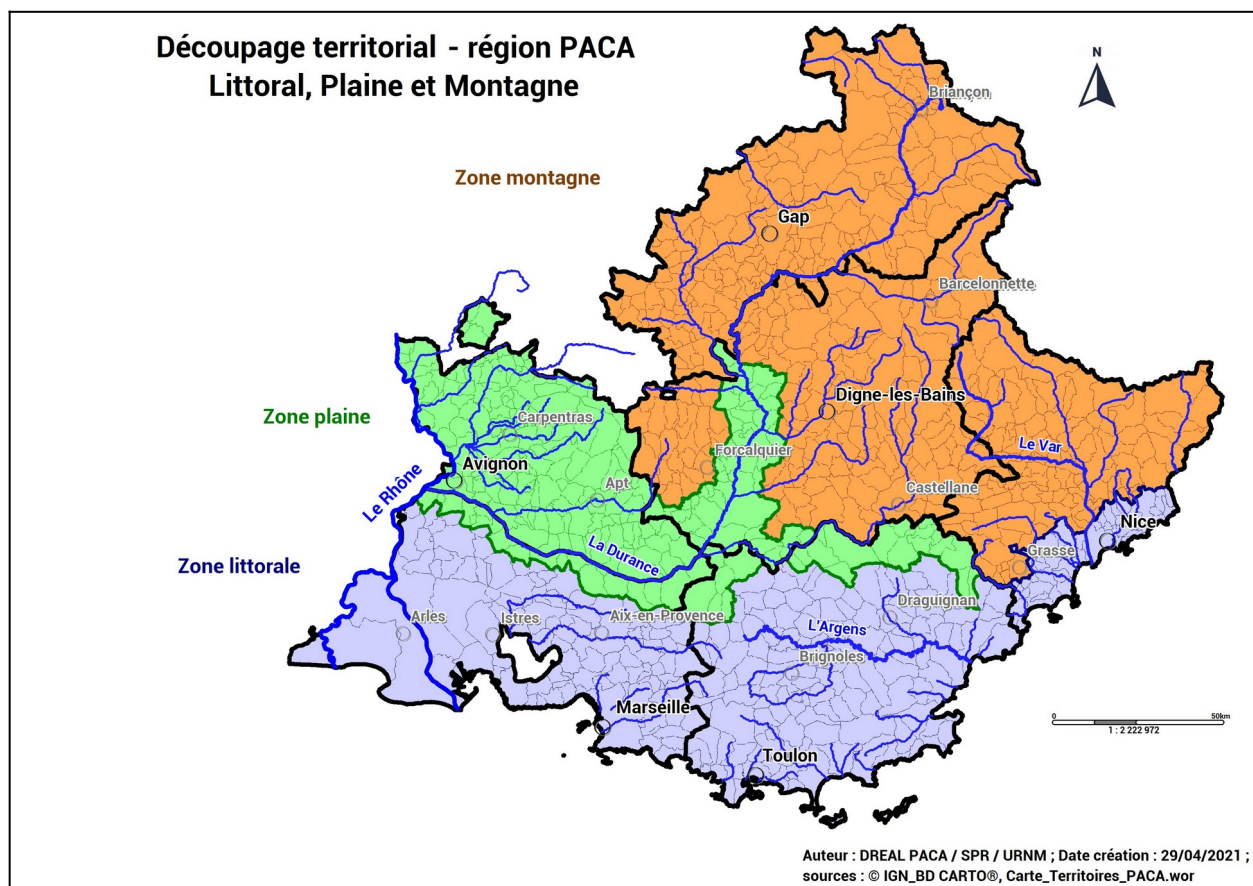 Découpage territorial - région PACA
Littoral, Plaine et Montagne
N
Briançon
Zone montagne
Gap
Barcelonnette
Zone plaine
Carpentras
Digne-les-Bains
Forcalquier
Le Var
Avignon
Apt
Castellane
Le Rhône
Nice
La Durance
Grasse
Zone littorale
Draguignan
Arles
Istres
Aix-en-Provence
L'Argens
Brignoles
Marseille
0
50km
1 : 2 222 972
Toulon
Auteur : DREAL PACA / SPR / URNM ; Date création : 29/04/2021 ;
sources : © IGN_BD CARTO®, Carte_Territoires_PACA.wor